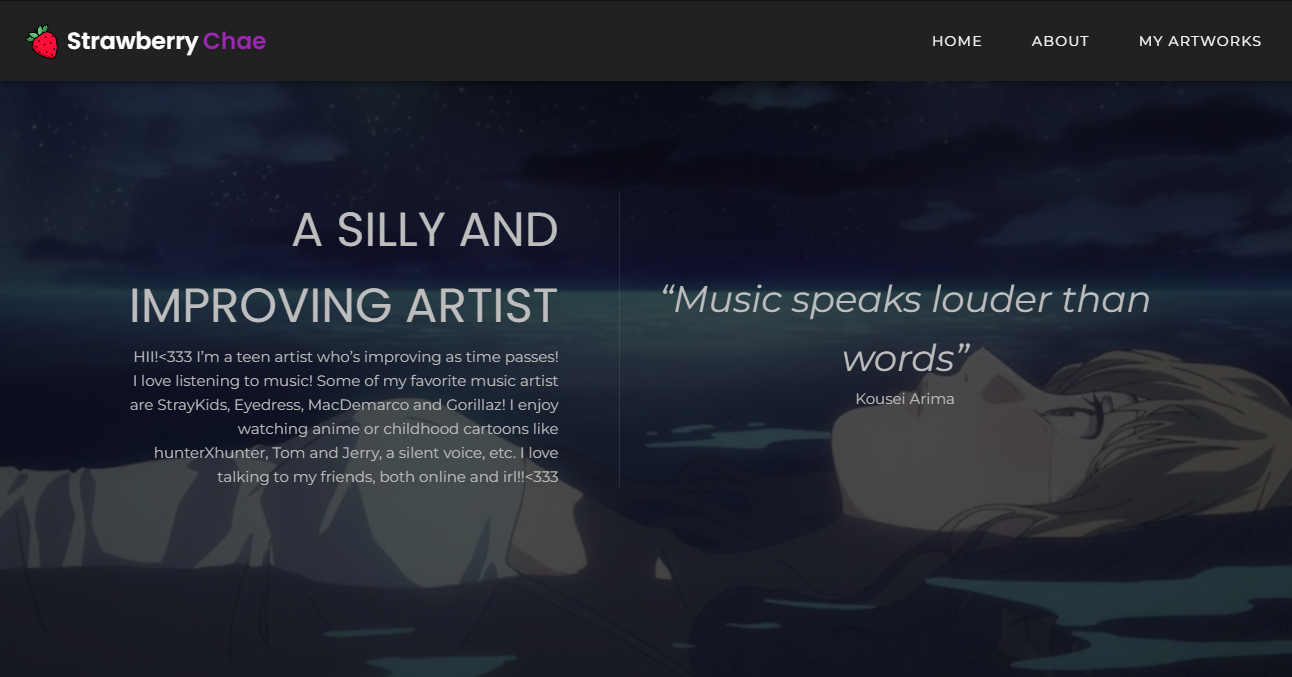 Strawberry Chae
HOME
ABOUT
MY ARTWORKS
A SILLY AND
IMPROVING ARTIST
HII!<333 I’m a teen artist who’s improving as time passes!
I love listening to music! Some of my favorite music artist
are StrayKids, Eyedress, MacDemarco and Gorillaz! I enjoy
watching anime or childhood cartoons like
hunterXhunter, Tom and Jerry, a silent voice, etc. I love
talking to my friends, both online and irl!!<333
“Music speaks louder than
words”
Kousei Arima